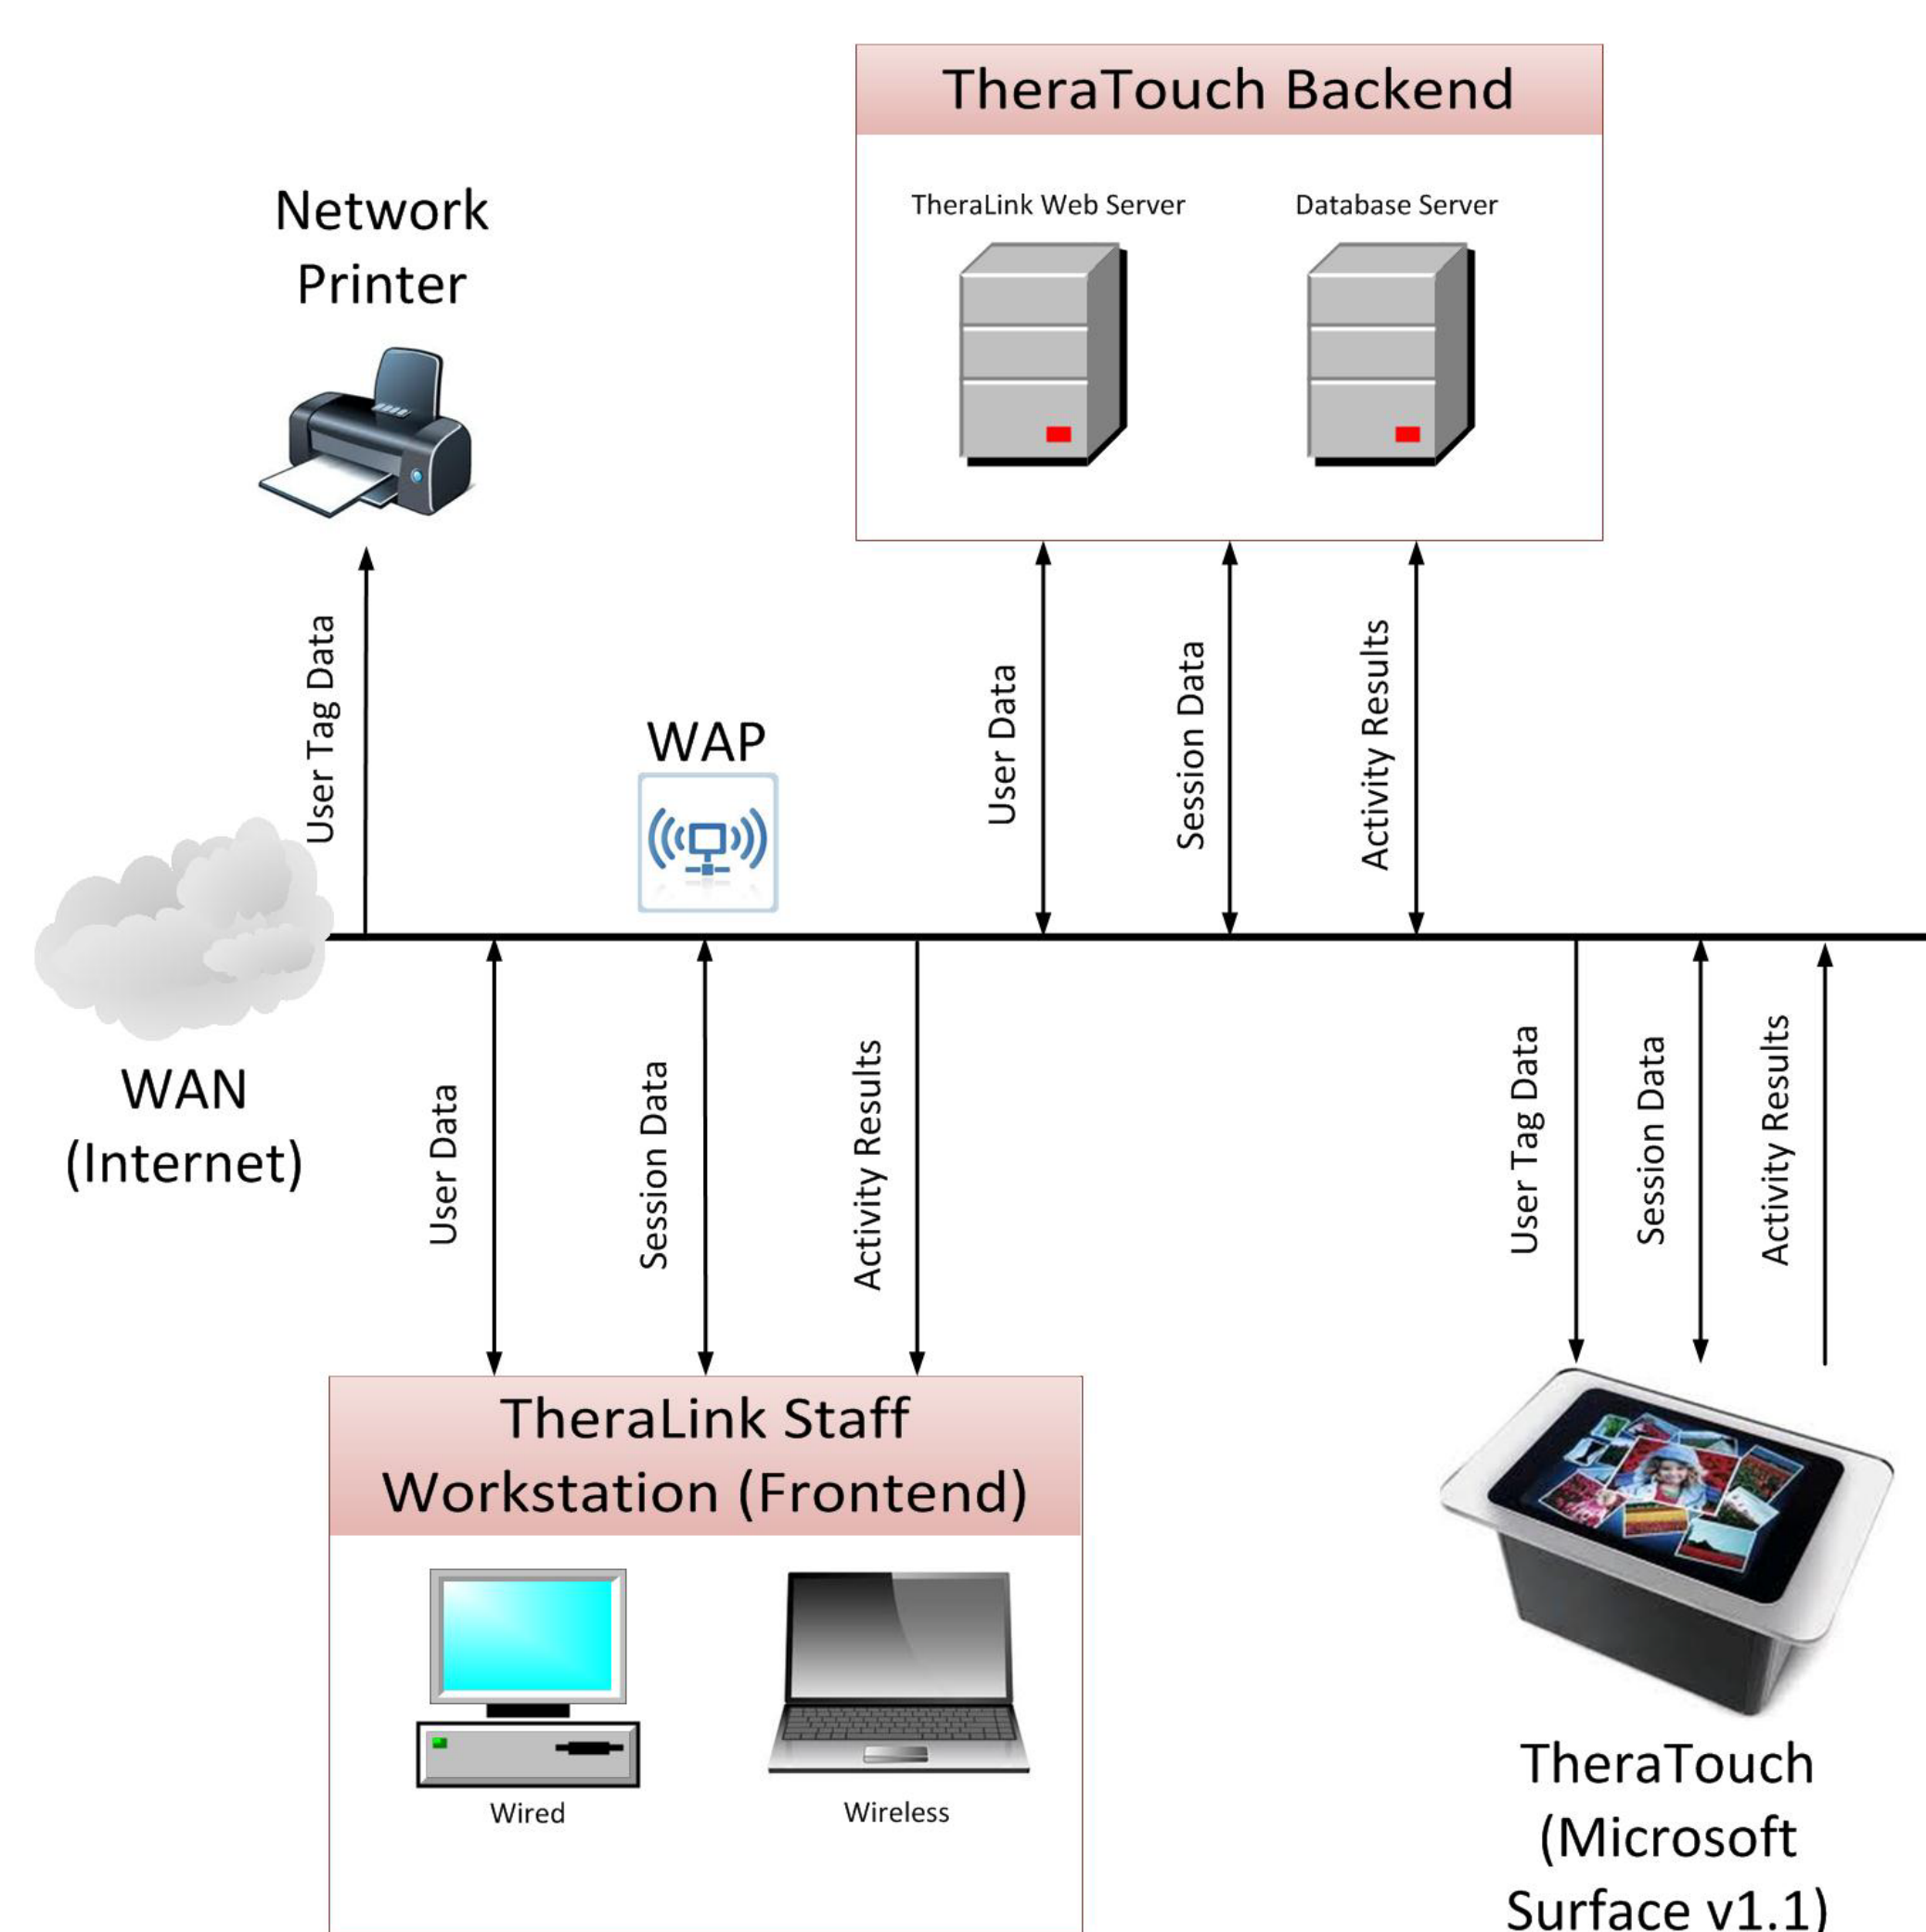 TheraTouch Backend
TheraLink Web Server
Database Server
Network
Printer
User Tag Data
WAP
User Data
Session Data
Activity Results
WAN
(Internet)
User Data
Session Data
Activity Results
User Tag Data
Session Data
Activity Results
TheraLink Staff
Workstation (Frontend)
Wired
Wireless
TheraTouch
(Microsoft
Surface v1.1)